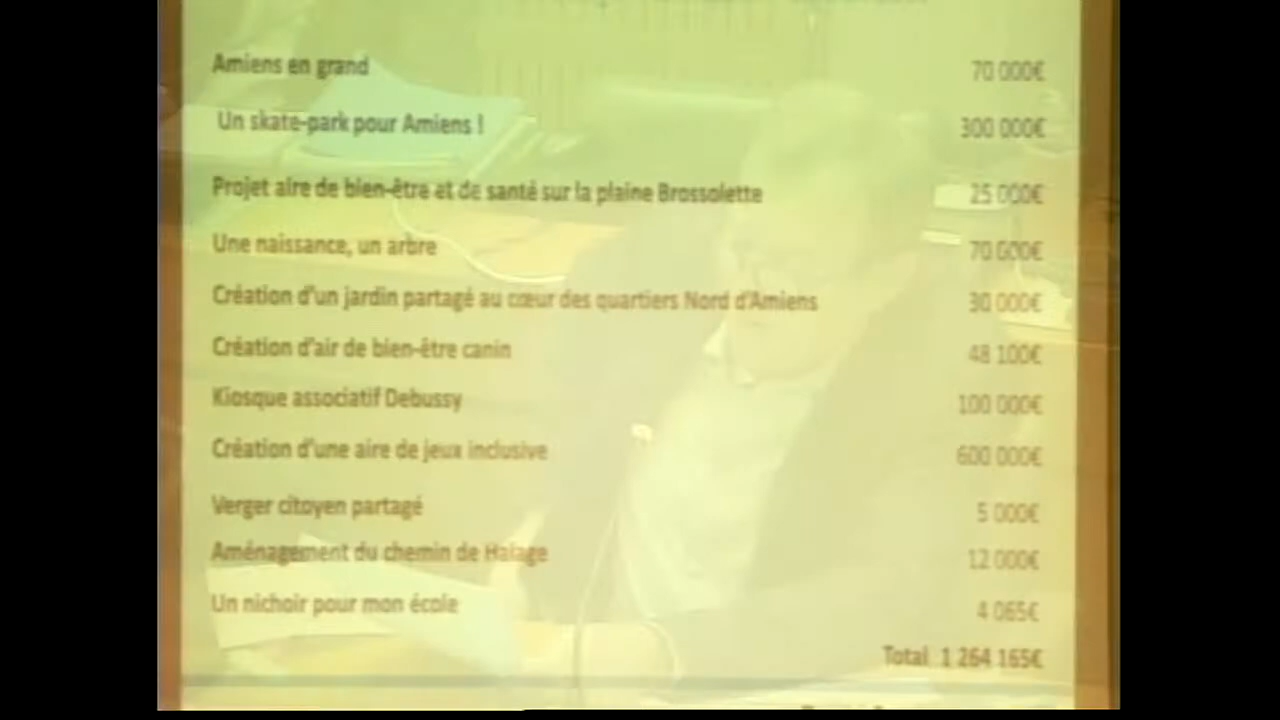 Amiens en grand 70 000€
Un skate-park pour Amiens ! 300 000€
Projet aire de bien-être et de santé sur la plaine Brossolette 25 000€
Une naissance, un arbre 70 000€
Création d'un jardin partagé au cœur des quartiers Nord d'Amiens 30 000€
Création d'air de bien-être canin 48 100€
Kiosque associatif Debussy 100 000€
Création d'une aire de jeux inclusive 600 000€
Verger citoyen partagé 5 000€
Aménagement du chemin de Halage 12 000€
Un nichoir pour mon école 4 065€
Total 1 264 165€